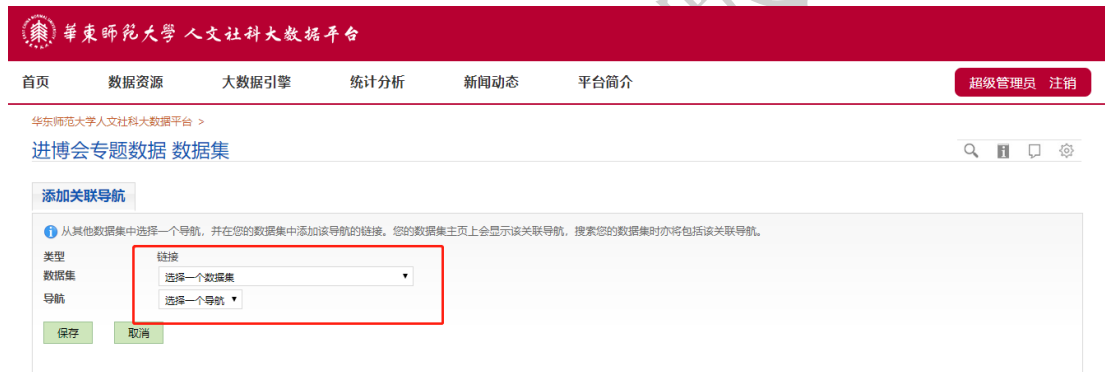 華東師范大學 人文社科大数据平台
首页 数据资源 大数据引擎 统计分析 新闻动态 平台简介 超级管理员 注销
华东师范大学人文社科大数据平台 >
进博会专题数据 数据集
添加关联导航
从其他数据集中选择一个导航，并在您的数据集中添加该导航的链接。您的数据集主页上会显示该关联导航，搜索您的数据集时亦将包括该关联导航。
类型 链接
数据集 选择一个数据集
导航 选择一个导航
保存 取消